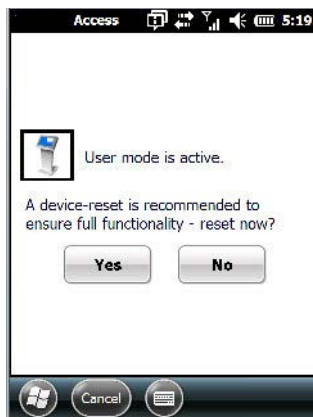 Access 5:19
User mode is active.
A device-reset is recommended to
ensure full functionality - reset now?
Yes No
Cancel